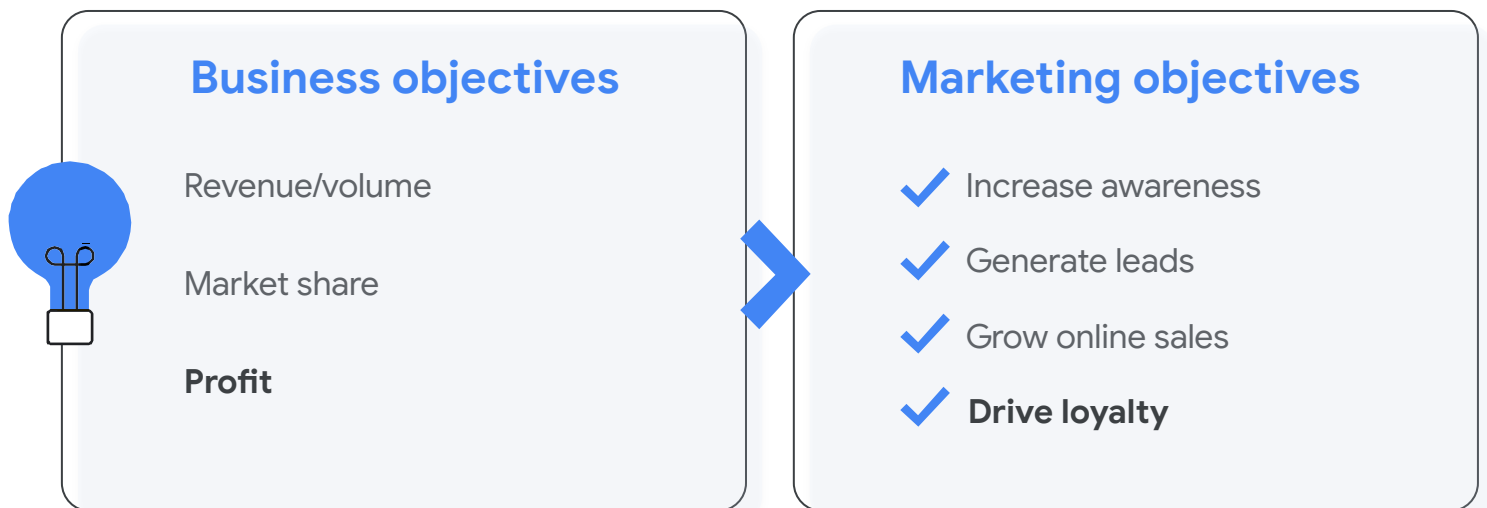 Business objectives
Revenue/volume
Market share
Profit
Marketing objectives
Increase awareness
Generate leads
Grow online sales
Drive loyalty